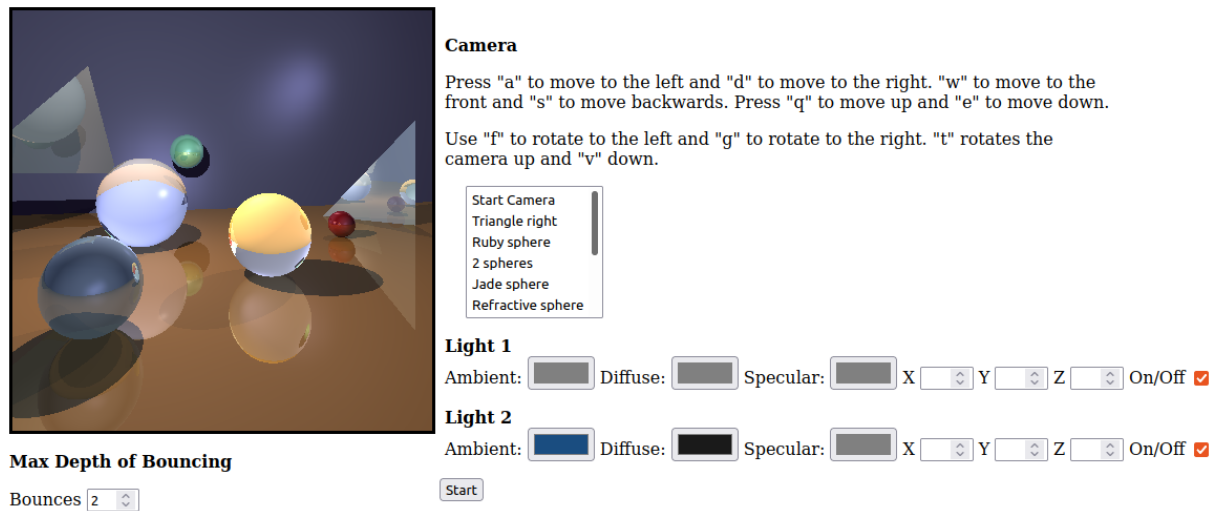 Camera
Press "a" to move to the left and "d" to move to the right. "w" to move to the
front and "s" to move backwards. Press "q" to move up and "e" to move down.
Use "f" to rotate to the left and "g" to rotate to the right. "t" rotates the
camera up and "v" down.
Start Camera
Triangle right
Ruby sphere
2 spheres
Jade sphere
Refractive sphere
Light 1
Ambient: Diffuse: Specular: X Y Z On/Off
Light 2
Ambient: Diffuse: Specular: X Y Z On/Off
Max Depth of Bouncing
Bounces 2
Start